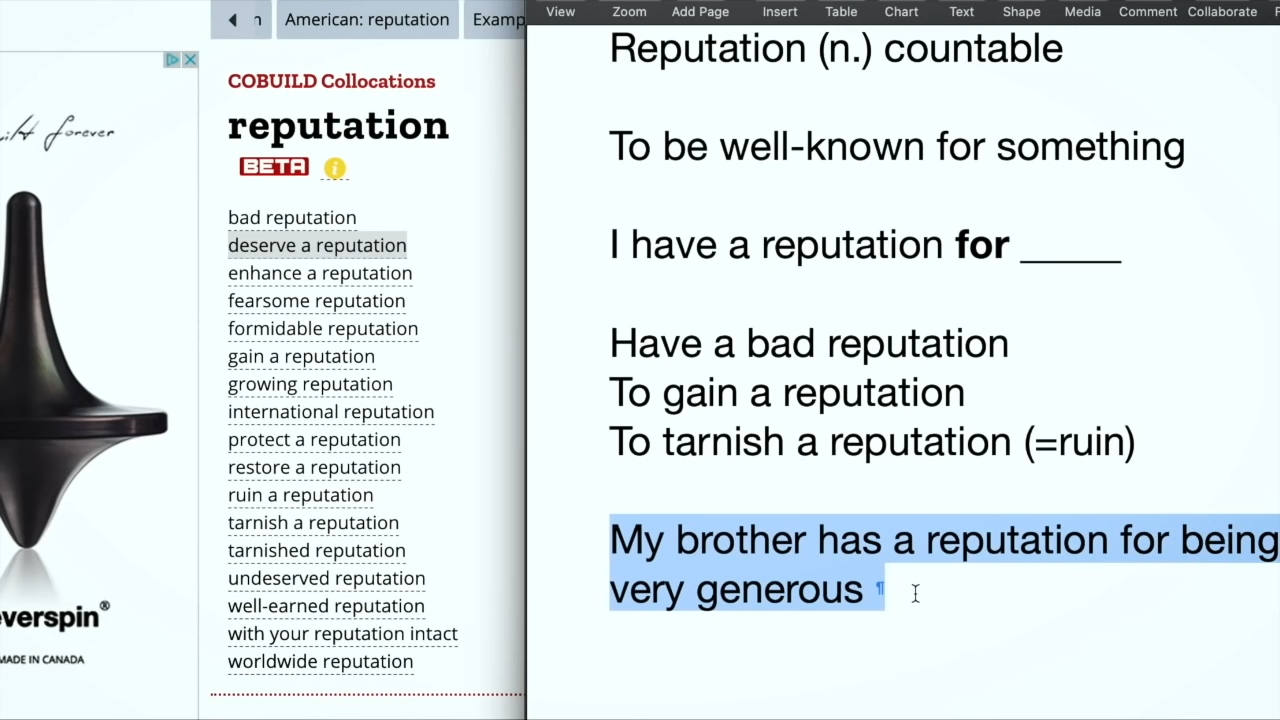 n
American: reputation
Examp
View
Zoom
Add Page
Insert
Table
Chart
Text
Shape
Media
Comment
Collaborate
forever
everspin®
MADE IN CANADA
COBUILD Collocations
reputation
BETA
i
bad reputation
deserve a reputation
enhance a reputation
fearsome reputation
formidable reputation
gain a reputation
growing reputation
international reputation
protect a reputation
restore a reputation
ruin a reputation
tarnish a reputation
tarnished reputation
undeserved reputation
well-earned reputation
with your reputation intact
worldwide reputation
Reputation (n.) countable
To be well-known for something
I have a reputation for _____
Have a bad reputation
To gain a reputation
To tarnish a reputation (=ruin)
My brother has a reputation for being
very generous ¶